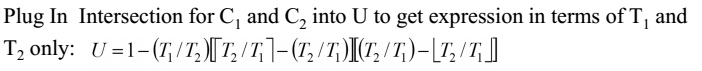 Plug In Intersection for C₁ and C₂ into U to get expression in terms of T₁ and
T₂ only: U = 1 − (T₁ / T₂)[⌈T₂ / T₁⌉ − (T₂ / T₁)][(T₂ / T₁) − ⌊T₂ / T₁⌋]